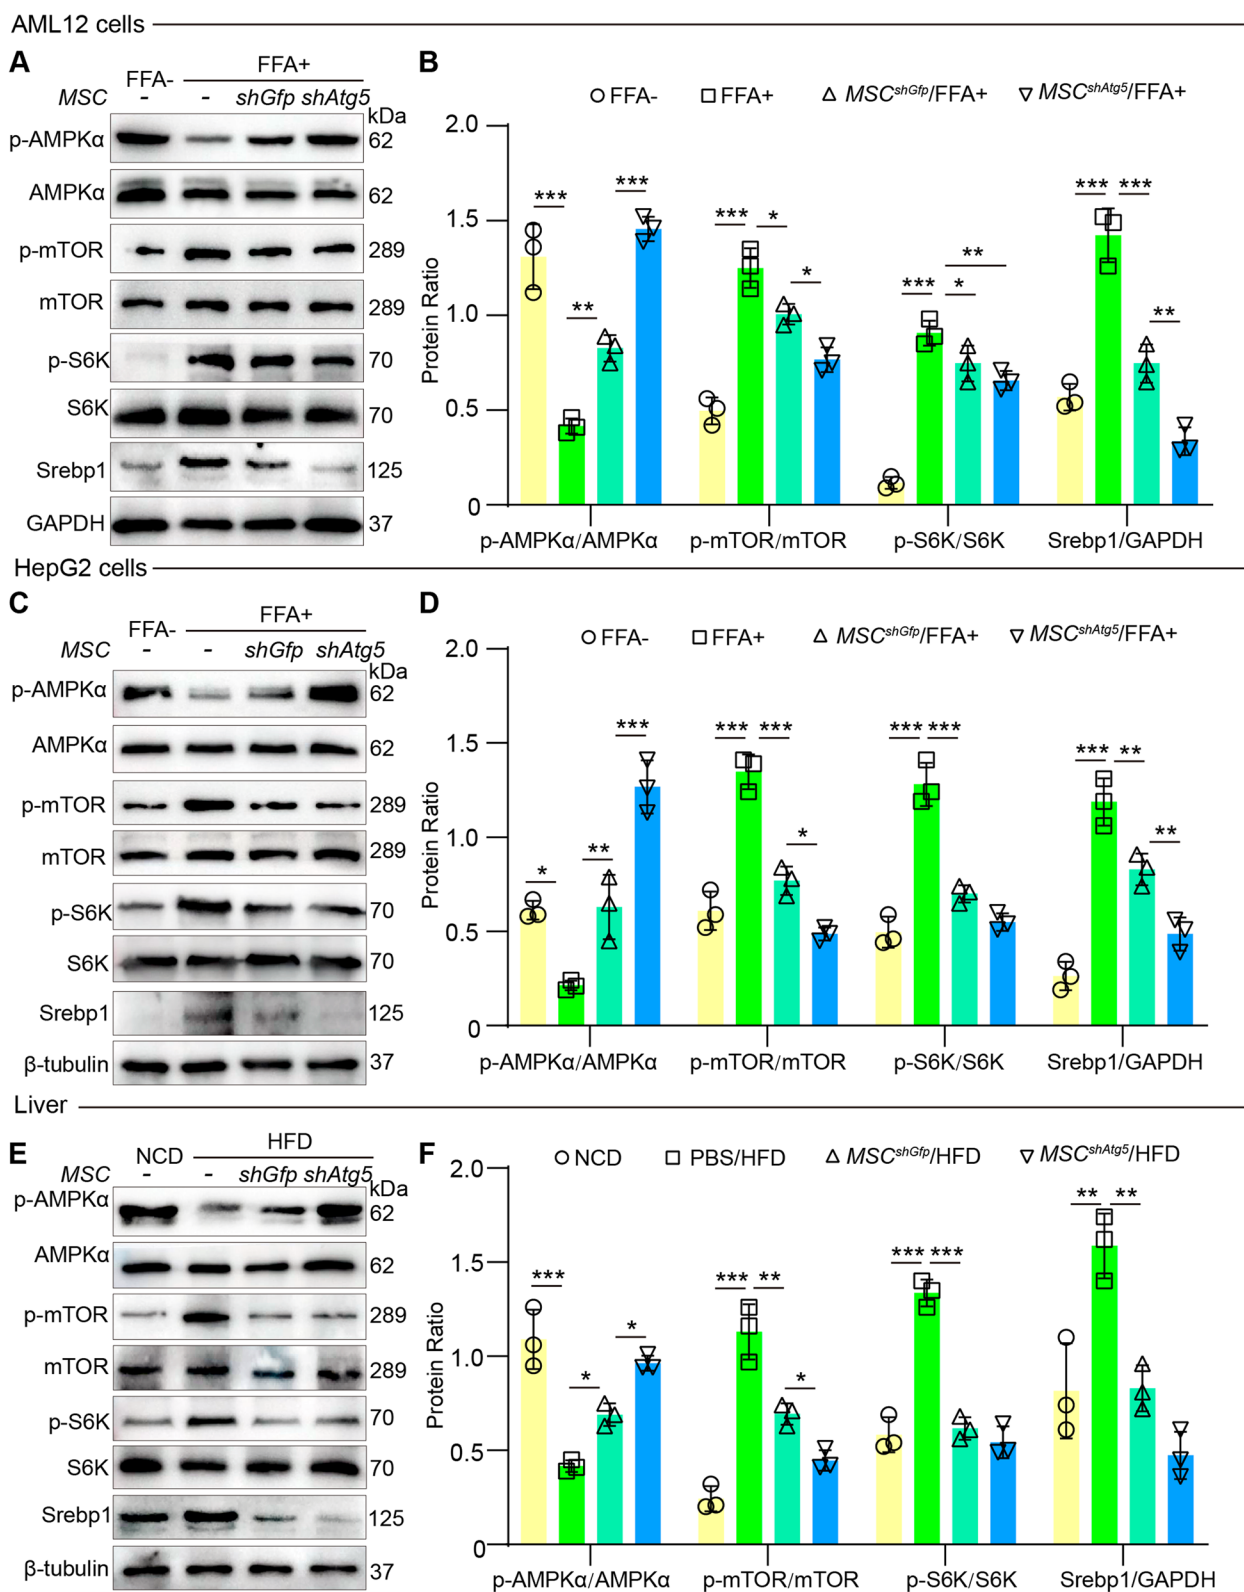 AML12 cells
A
FFA-
FFA+
MSC - - shGfp shAtg5
kDa
p-AMPKα 62
AMPKα 62
p-mTOR 289
mTOR 289
p-S6K 70
S6K 70
Srebp1 125
GAPDH 37
B
FFA- FFA+ MSCshGfp/FFA+ MSCshAtg5/FFA+
Protein Ratio
2.0
1.5
1.0
0.5
0
*** ** ***
*** * *
*** * **
*** *** **
p-AMPKα/AMPKα p-mTOR/mTOR p-S6K/S6K Srebp1/GAPDH
HepG2 cells
C
FFA-
FFA+
MSC - - shGfp shAtg5
kDa
p-AMPKα 62
AMPKα 62
p-mTOR 289
mTOR 289
p-S6K 70
S6K 70
Srebp1 125
β-tubulin 37
D
FFA- FFA+ MSCshGfp/FFA+ MSCshAtg5/FFA+
Protein Ratio
2.0
1.5
1.0
0.5
0
* ** ***
*** *** *
*** ***
*** ** **
p-AMPKα/AMPKα p-mTOR/mTOR p-S6K/S6K Srebp1/GAPDH
Liver
E
NCD
HFD
MSC - - shGfp shAtg5
kDa
p-AMPKα 62
AMPKα 62
p-mTOR 289
mTOR 289
p-S6K 70
S6K 70
Srebp1 125
β-tubulin 37
F
NCD PBS/HFD MSCshGfp/HFD MSCshAtg5/HFD
Protein Ratio
2.0
1.5
1.0
0.5
0
*** * *
*** ** *
*** ***
** **
p-AMPKα/AMPKα p-mTOR/mTOR p-S6K/S6K Srebp1/GAPDH